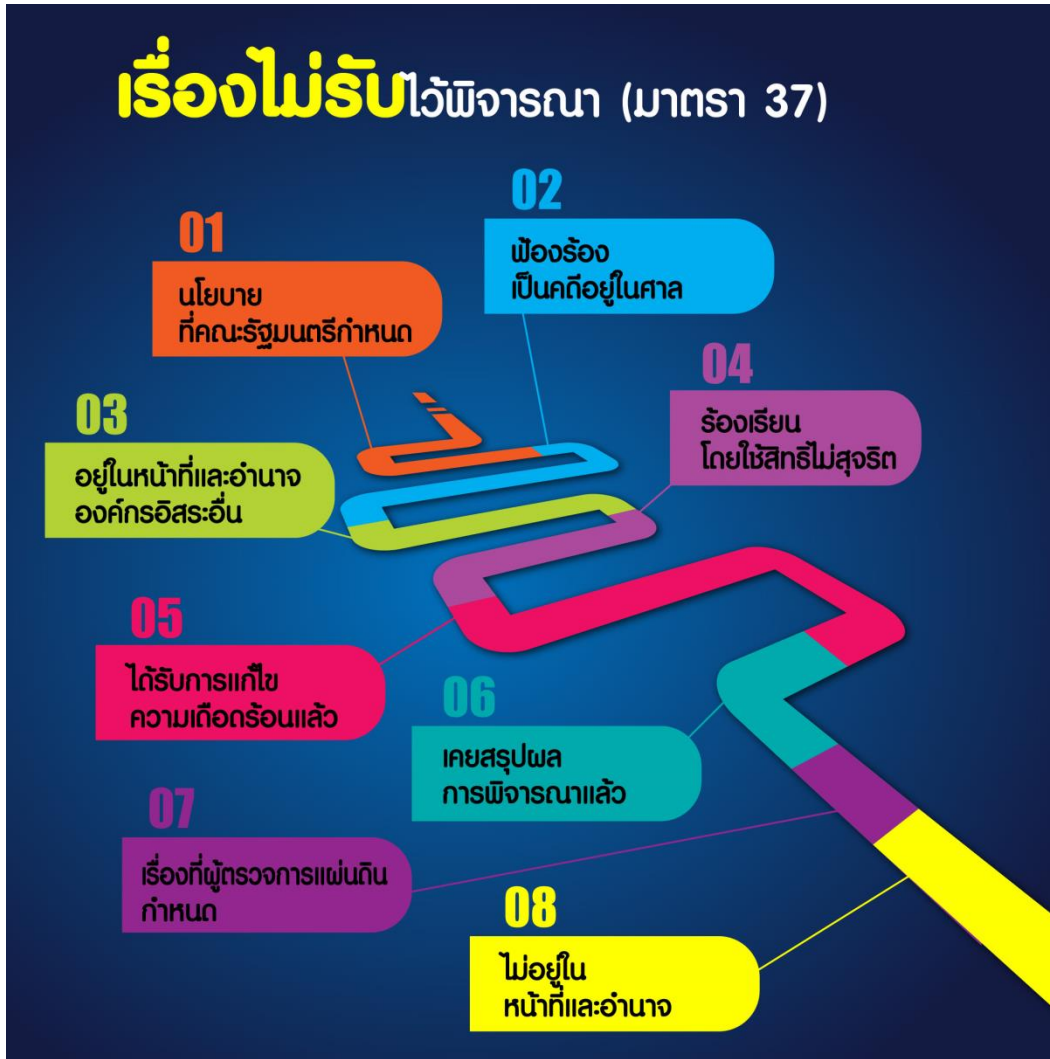 เรื่องไม่รับไว้พิจารณา (มาตรา 37)
01
นโยบาย
ที่คณะรัฐมนตรีกำหนด
02
ฟ้องร้อง
เป็นคดีอยู่ในศาล
03
อยู่ในหน้าที่และอำนาจ
องค์กรอิสระอื่น
04
ร้องเรียน
โดยใช้สิทธิไม่สุจริต
05
ได้รับการแก้ไข
ความเดือดร้อนแล้ว
06
เคยสรุปผล
การพิจารณาแล้ว
07
เรื่องที่ผู้ตรวจการแผ่นดิน
กำหนด
08
ไม่อยู่ใน
หน้าที่และอำนาจ